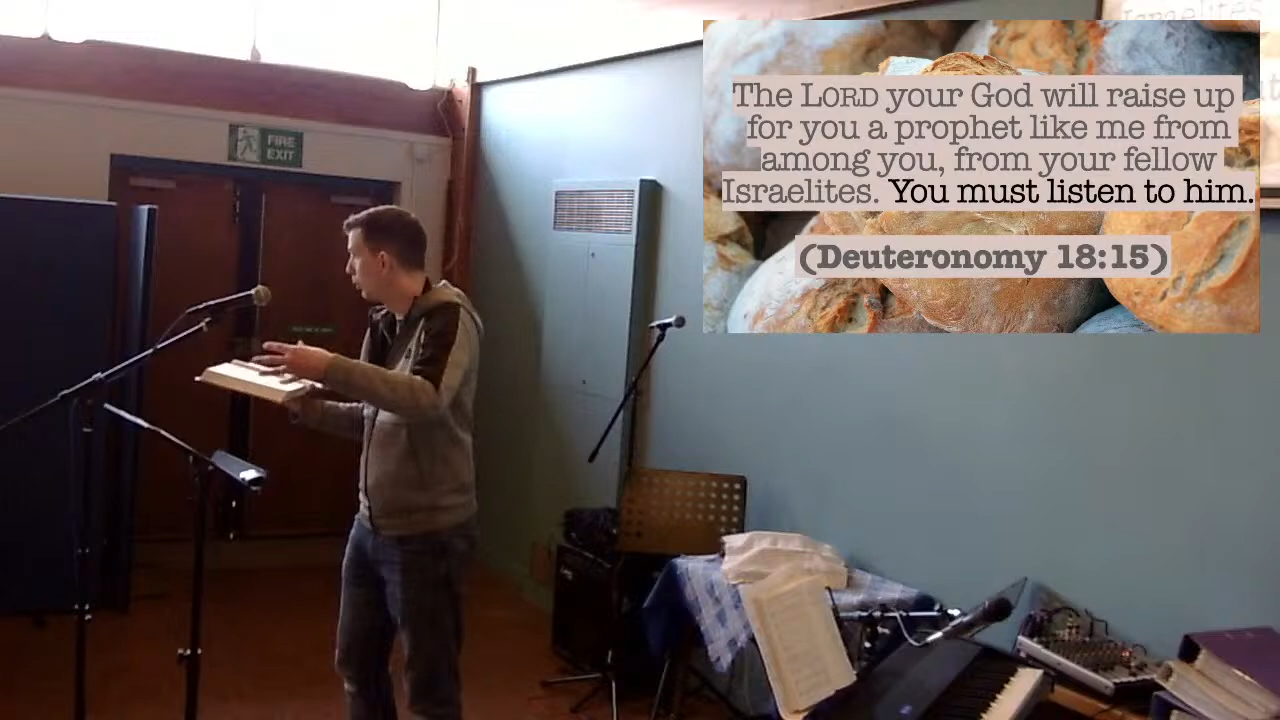 Israelites
The LORD your God will raise up
for you a prophet like me from
among you, from your fellow
Israelites. You must listen to him.
(Deuteronomy 18:15)
FIRE
EXIT